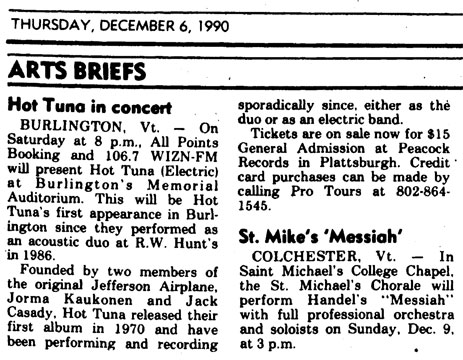 THURSDAY, DECEMBER 6, 1990
ARTS BRIEFS
Hot Tuna in concert
BURLINGTON, Vt. — On
Saturday at 8 p.m., All Points
Booking and 106.7 WIZN-FM
will present Hot Tuna (Electric)
at Burlington's Memorial
Auditorium. This will be Hot
Tuna's first appearance in Burl-
ington since they performed as
an acoustic duo at R.W. Hunt's
in 1986.
Founded by two members of
the original Jefferson Airplane,
Jorma Kaukonen and Jack
Casady, Hot Tuna released their
first album in 1970 and have
been performing and recording
sporadically since, either as the
duo or as an electric band.
Tickets are on sale now for $15
General Admission at Peacock
Records in Plattsburgh. Credit
card purchases can be made by
calling Pro Tours at 802-864-
1545.
St. Mike's 'Messiah'
COLCHESTER, Vt. — In
Saint Michael's College Chapel,
the St. Michael's Chorale will
perform Handel's "Messiah"
with full professional orchestra
and soloists on Sunday, Dec. 9,
at 3 p.m.